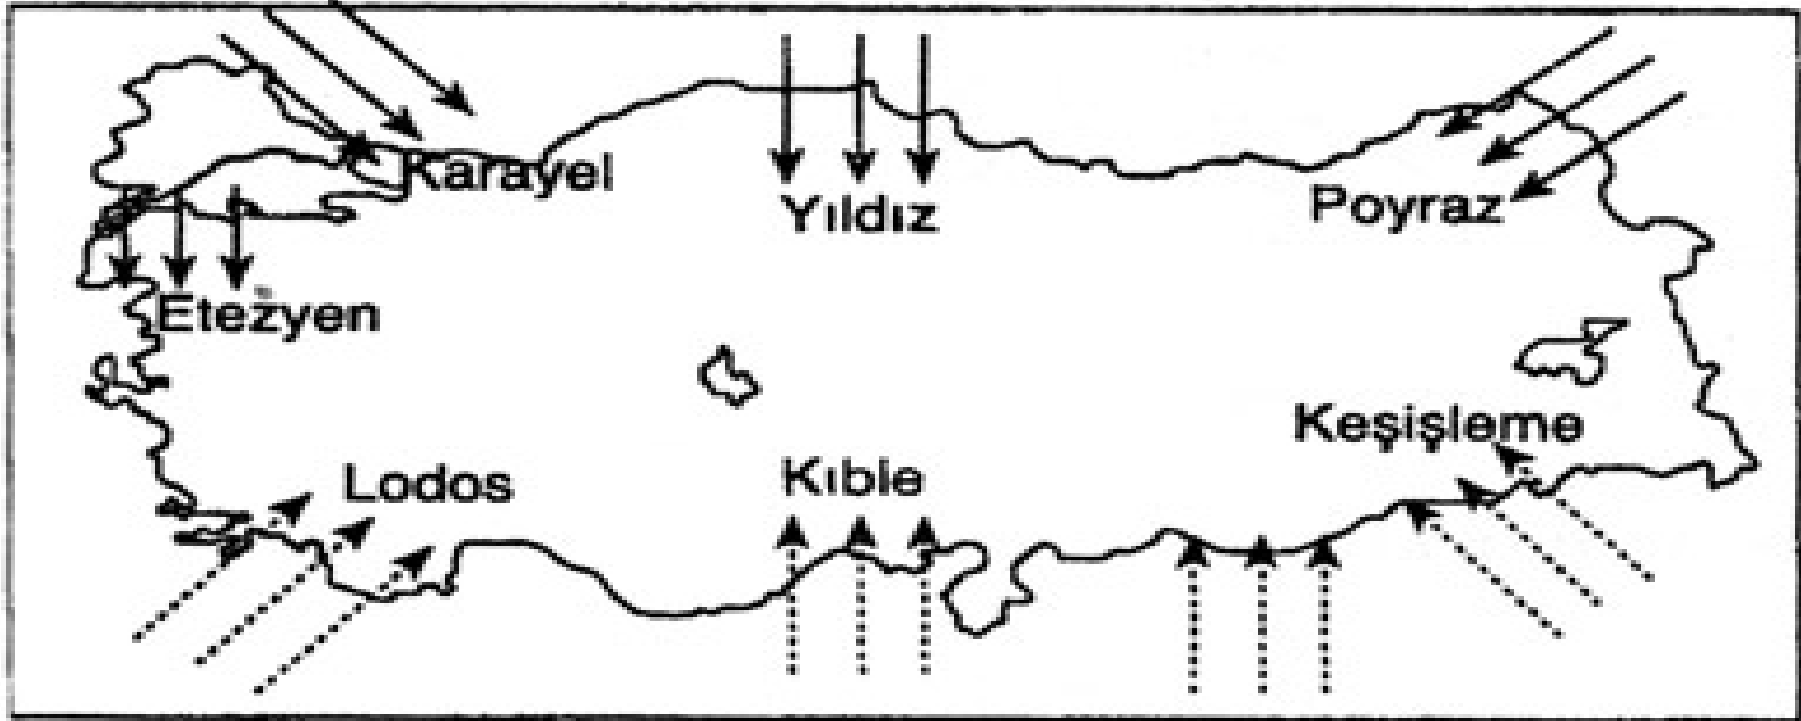 Karayel
Yıldız
Poyraz
Etezyen
Keşişleme
Lodos
Kıble